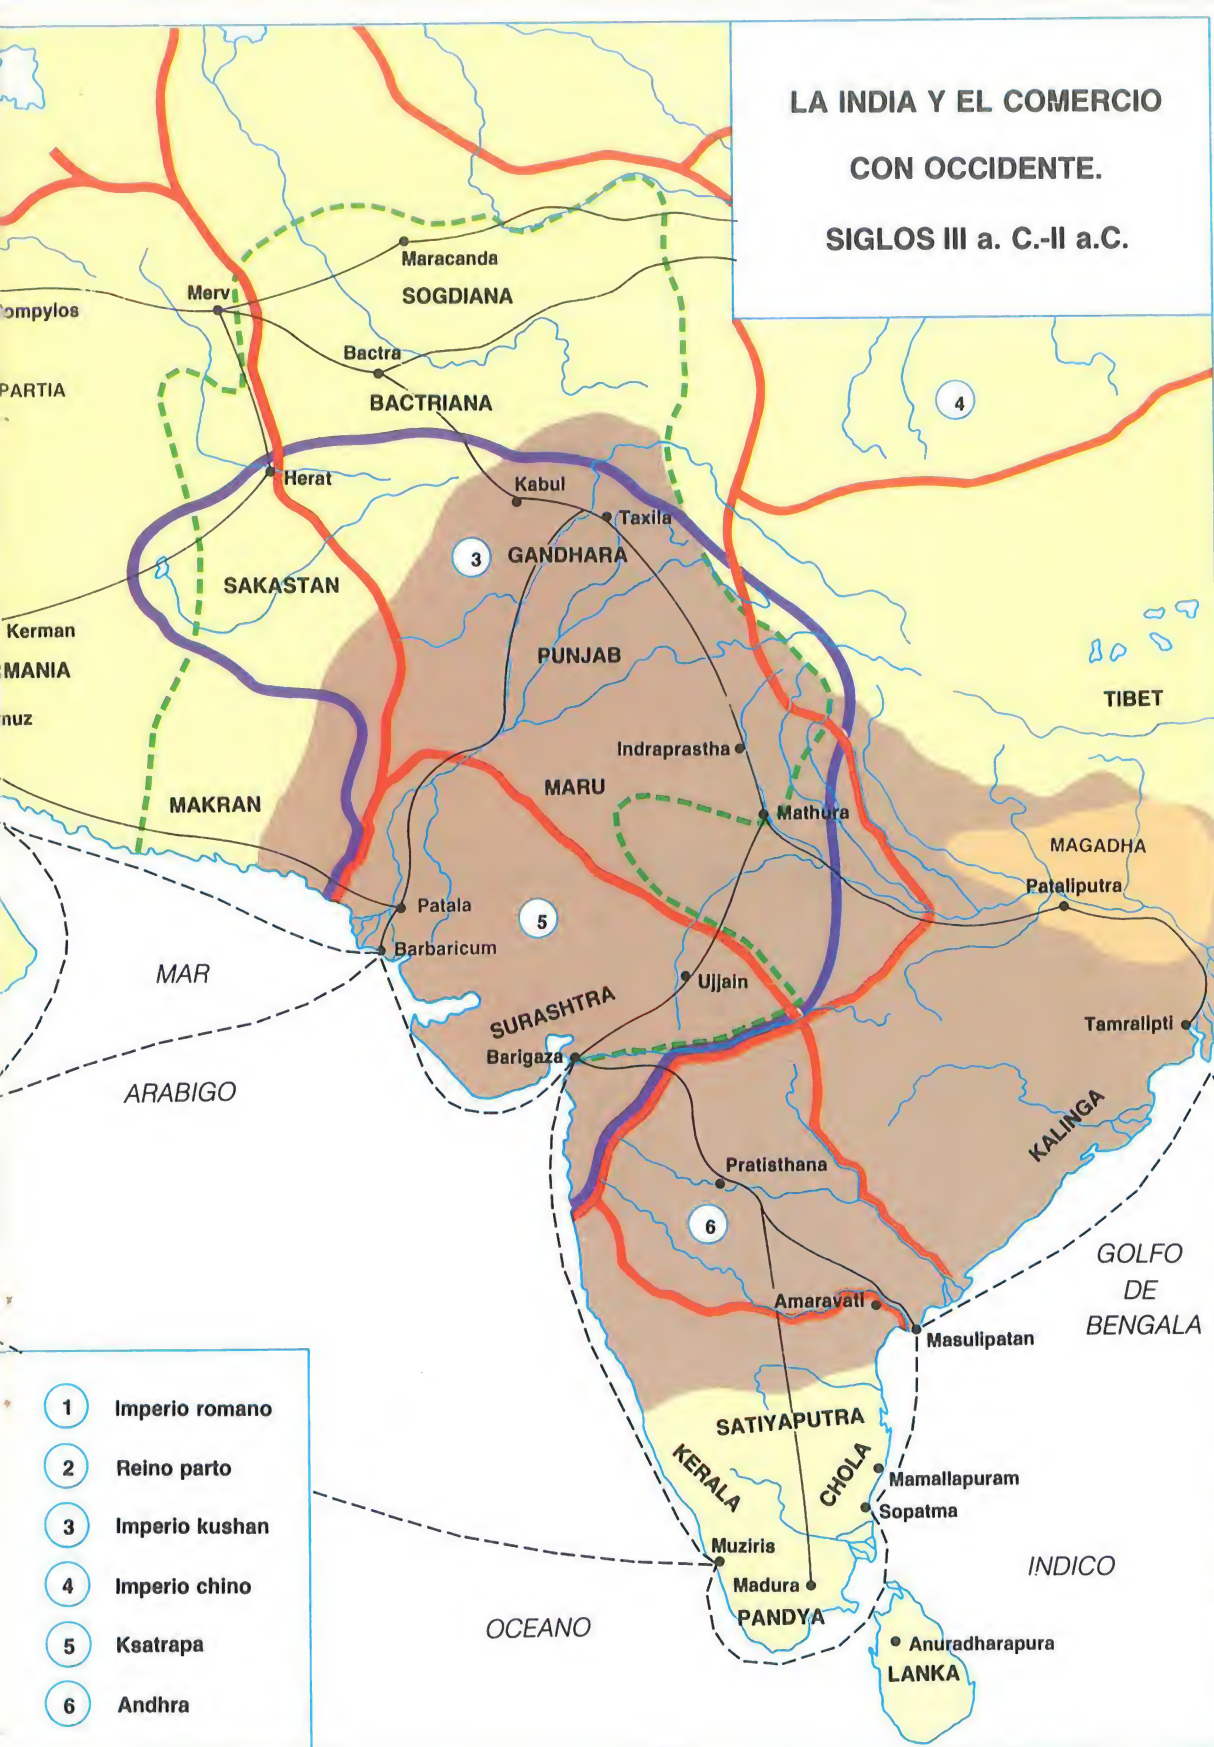 LA INDIA Y EL COMERCIO
CON OCCIDENTE.
SIGLOS III a. C.-II a.C.
Maracanda
SOGDIANA
Merv
ompylos
Bactra
PARTIA
BACTRIANA
4
Herat
Kabul
Taxila
3
GANDHARA
SAKASTAN
Kerman
PUNJAB
MANIA
TIBET
nuz
Indraprastha
MARU
MAKRAN
Mathura
MAGADHA
Pataliputra
Patala
5
Barbaricum
MAR
Ujjain
SURASHTRA
Tamralipti
Barigaza
ARABIGO
KALINGA
Pratisthana
6
GOLFO
DE
BENGALA
Amaravati
Masulipatan
SATIYAPUTRA
KERALA
CHOLA
Mamallapuram
Sopatma
Muziris
Madura
INDICO
PANDYA
OCEANO
Anuradharapura
LANKA
1 Imperio romano
2 Reino parto
3 Imperio kushan
4 Imperio chino
5 Ksatrapa
6 Andhra